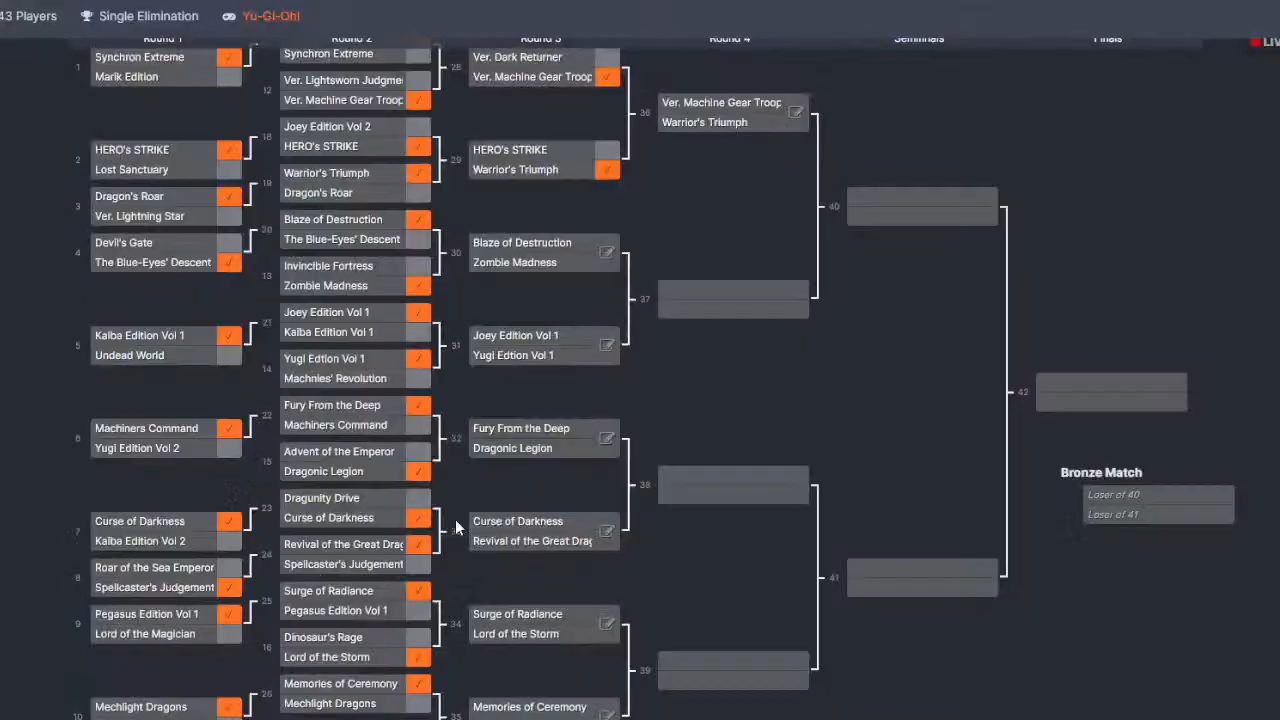 43 Players
Single Elimination
Yu-Gi-Oh!
Round 1
Round 2
Round 3
Round 4
Semifinals
Finals
LIV
1
Synchron Extreme
Marik Edition
2
HERO's STRIKE
Lost Sanctuary
3
Dragon's Roar
Ver. Lightning Star
4
Devil's Gate
The Blue-Eyes' Descent
5
Kaiba Edition Vol 1
Undead World
6
Machiners Command
Yugi Edition Vol 2
7
Curse of Darkness
Kaiba Edition Vol 2
8
Roar of the Sea Emperor
Spellcaster's Judgement
9
Pegasus Edition Vol 1
Lord of the Magician
10
Mechlight Dragons
Synchron Extreme
12
Ver. Lightsworn Judgme
Ver. Machine Gear Troop
18
Joey Edition Vol 2
HERO's STRIKE
19
Warrior's Triumph
Dragon's Roar
20
Blaze of Destruction
The Blue-Eyes' Descent
13
Invincible Fortress
Zombie Madness
21
Joey Edition Vol 1
Kaiba Edition Vol 1
14
Yugi Edtion Vol 1
Machnies' Revolution
22
Fury From the Deep
Machiners Command
15
Advent of the Emperor
Dragonic Legion
23
Dragunity Drive
Curse of Darkness
24
Revival of the Great Drag
Spellcaster's Judgement
25
Surge of Radiance
Pegasus Edition Vol 1
16
Dinosaur's Rage
Lord of the Storm
26
Memories of Ceremony
Mechlight Dragons
28
Ver. Dark Returner
Ver. Machine Gear Troop
29
HERO's STRIKE
Warrior's Triumph
30
Blaze of Destruction
Zombie Madness
31
Joey Edition Vol 1
Yugi Edtion Vol 1
32
Fury From the Deep
Dragonic Legion
Curse of Darkness
Revival of the Great Drag
34
Surge of Radiance
Lord of the Storm
35
Memories of Ceremony
36
Ver. Machine Gear Troop
Warrior's Triumph
37
38
39
40
41
42
Bronze Match
Loser of 40
Loser of 41